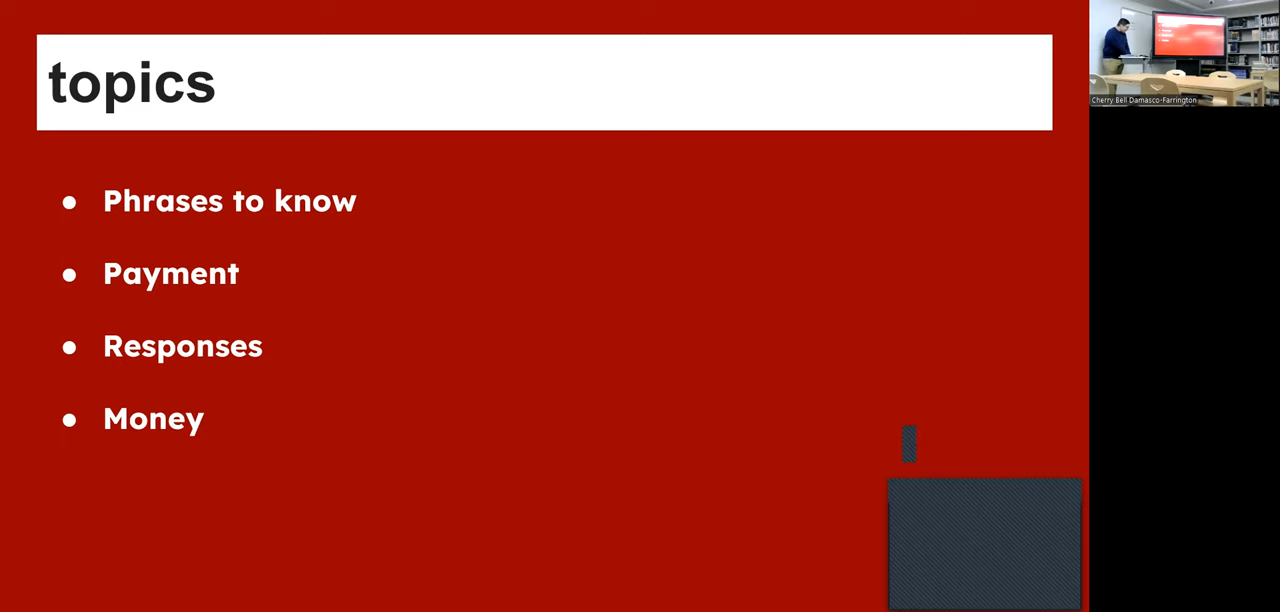 topics
● Phrases to know
● Payment
● Responses
● Money
Cherry Bell Damasco-Farrington